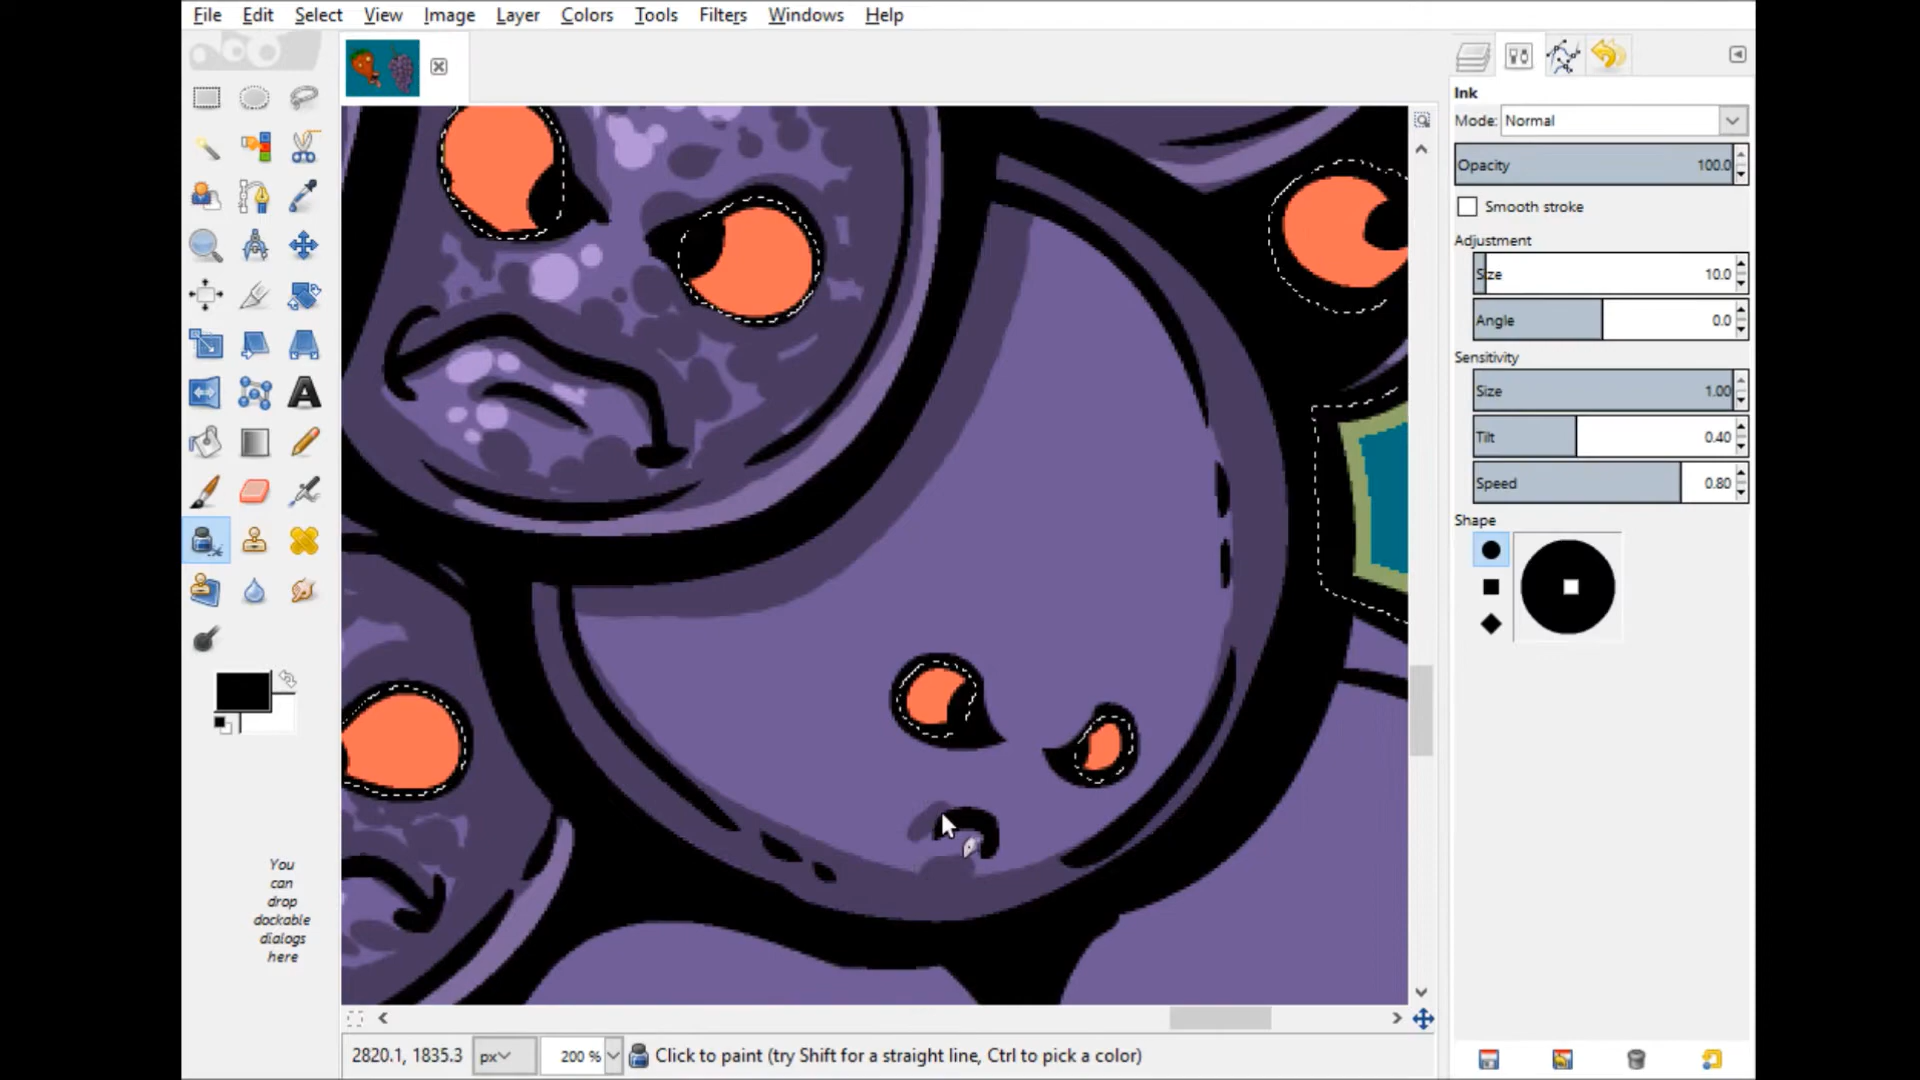 File Edit Select View Image Layer Colors Tools Filters Windows Help
Ink
Mode: Normal
Opacity 100.0
Smooth stroke
Adjustment
Size 10.0
Angle 0.0
Sensitivity
Size 1.00
Tilt 0.40
Speed 0.80
Shape
You
can
drop
dockable
dialogs
here
2820.1, 1835.3 px 200 % Click to paint (try Shift for a straight line, Ctrl to pick a color)